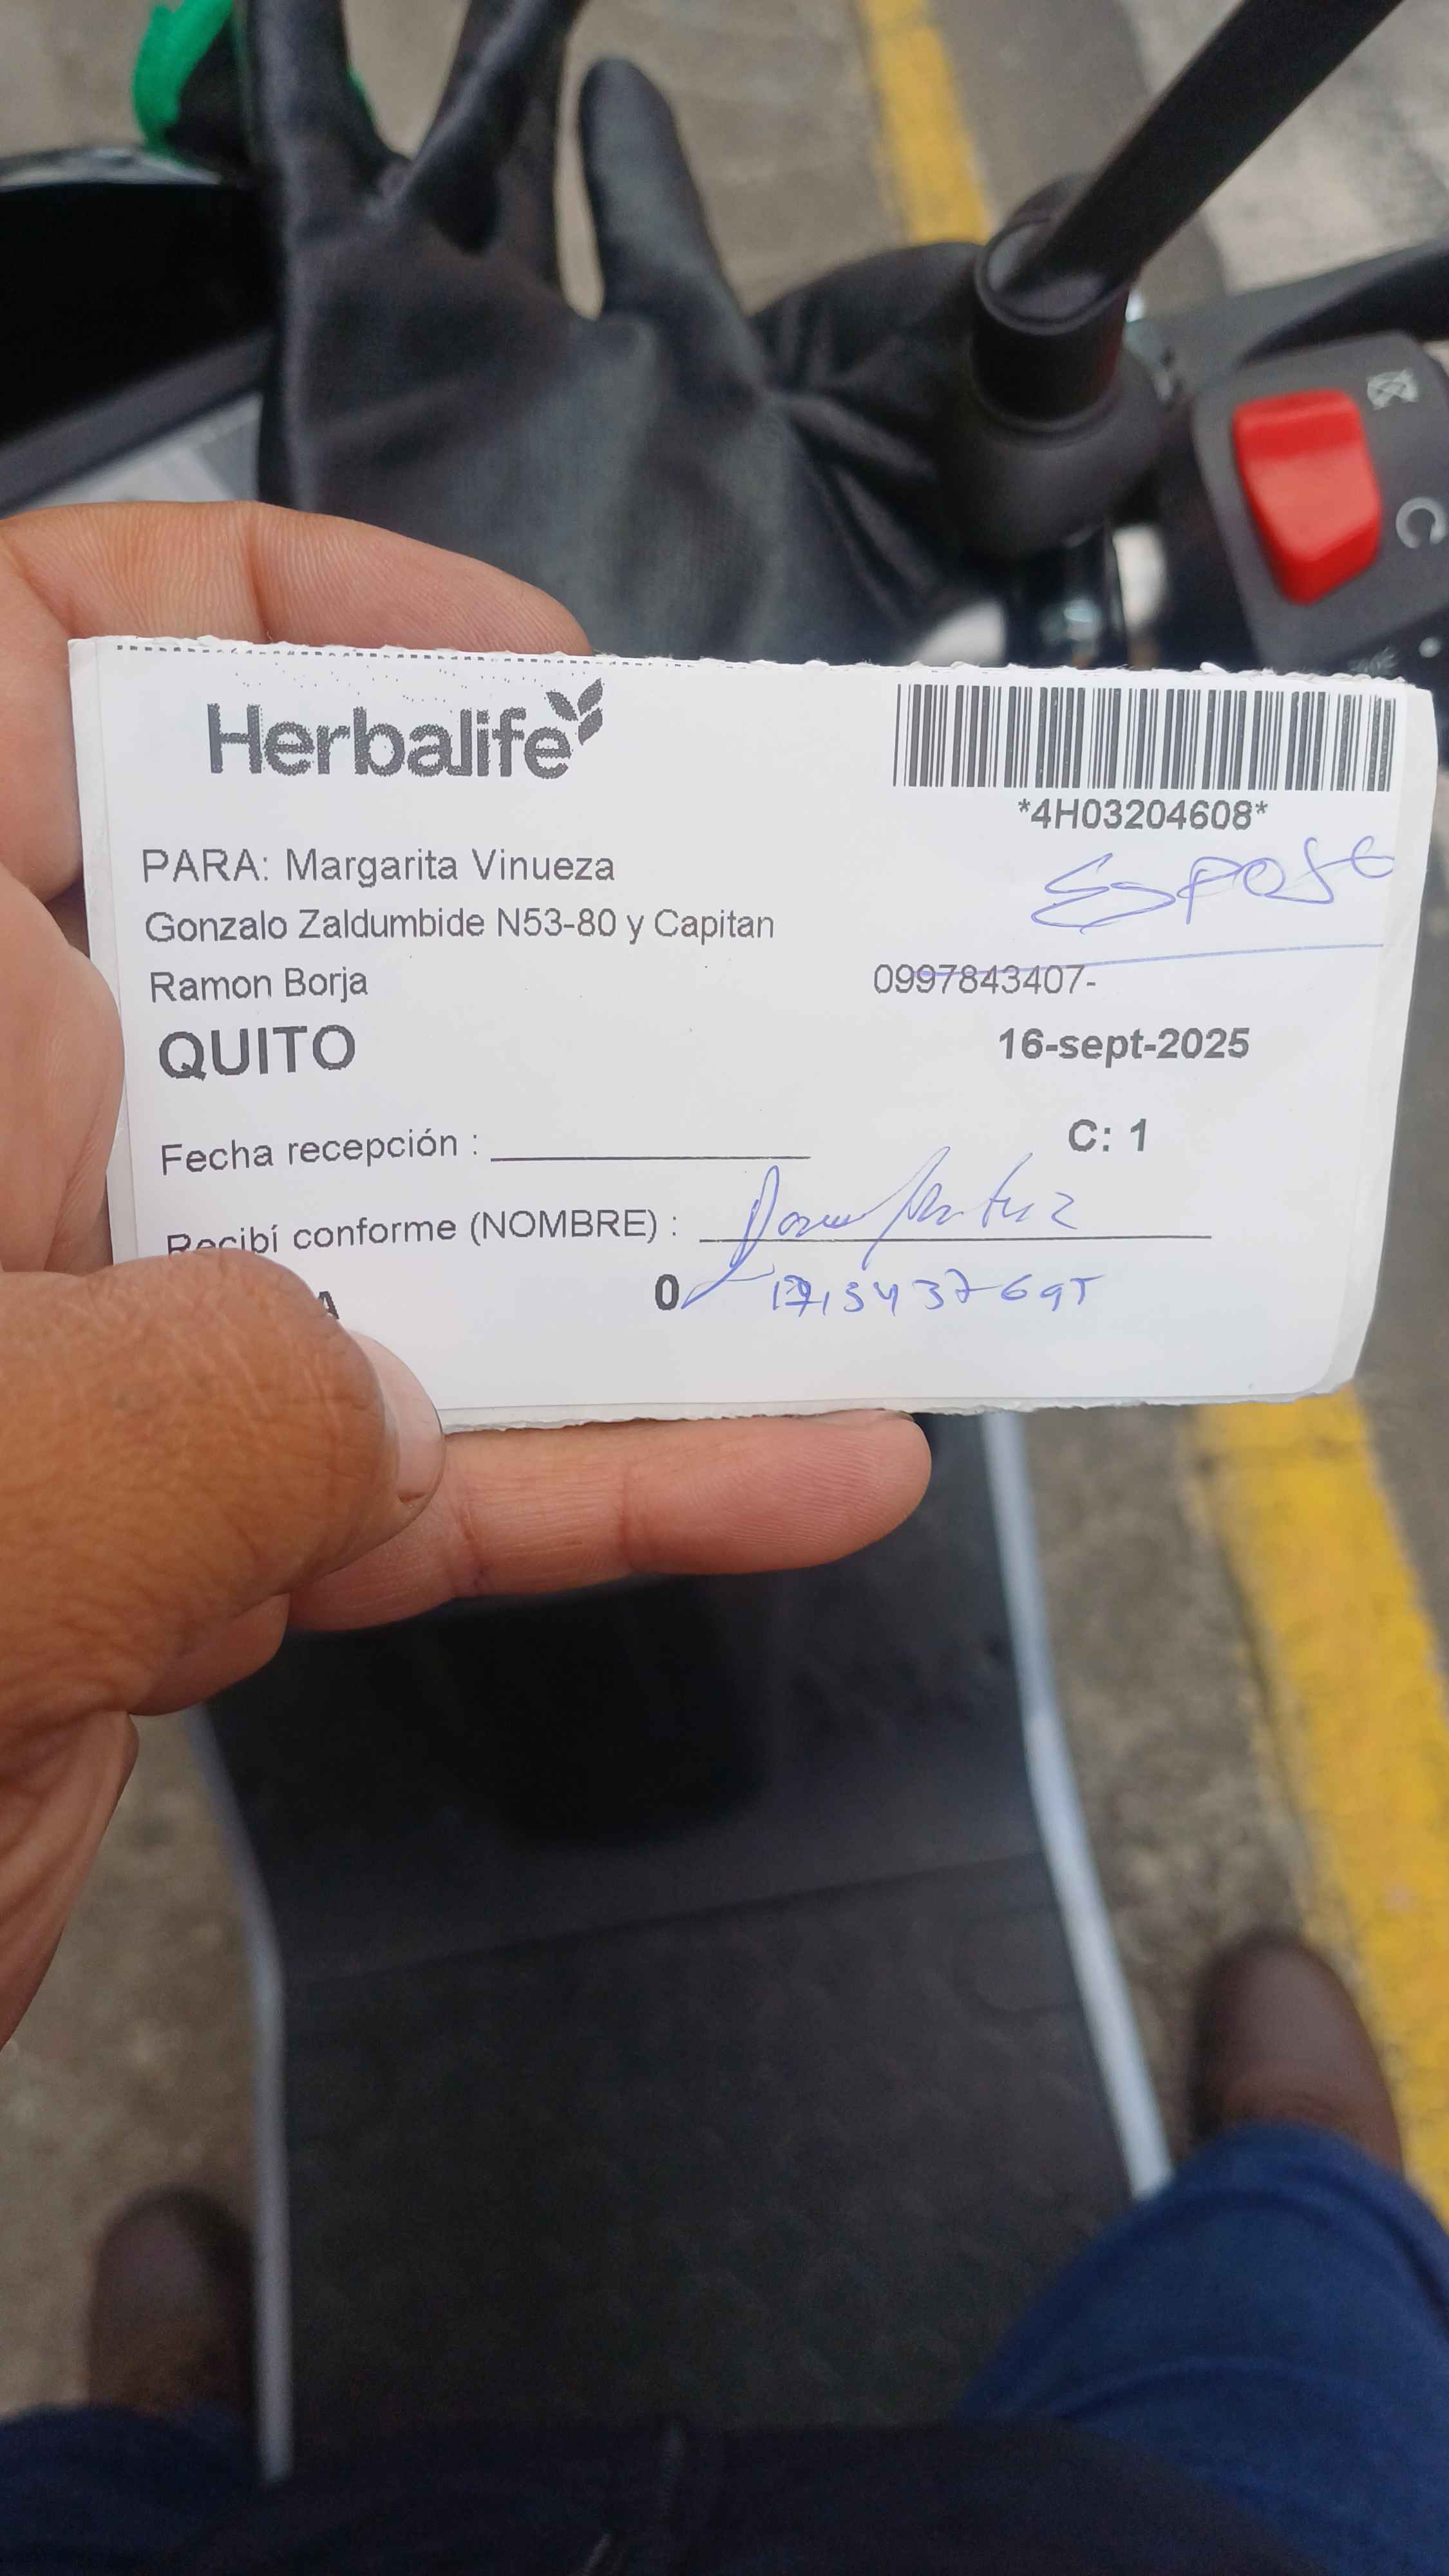 Herbalife
*4H03204608*
PARA: Margarita Vinueza
Esposo
Gonzalo Zaldumbide N53-80 y Capitan
Ramon Borja
0997843407-
QUITO
16-sept-2025
Fecha recepción :
C: 1
Recibí conforme (NOMBRE) :
A
0